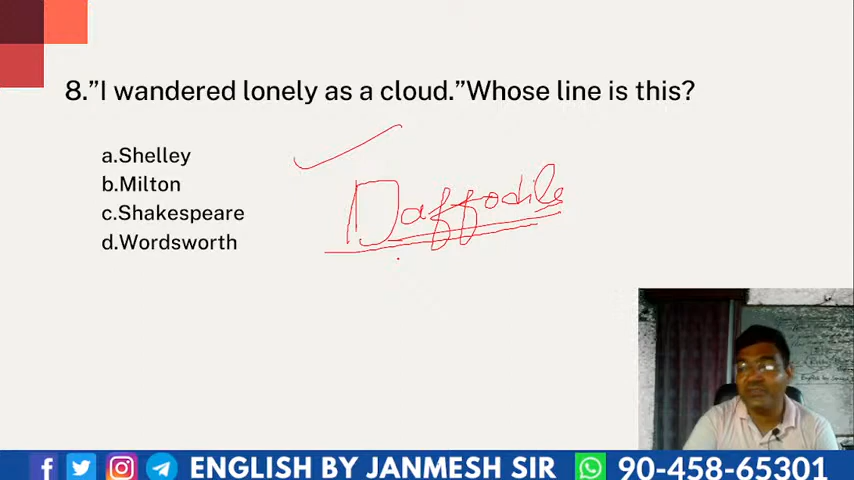 8.”I wandered lonely as a cloud.”Whose line is this?
a.Shelley
b.Milton
c.Shakespeare
d.Wordsworth
Daffodils
ENGLISH BY JANMESH SIR
90-458-65301